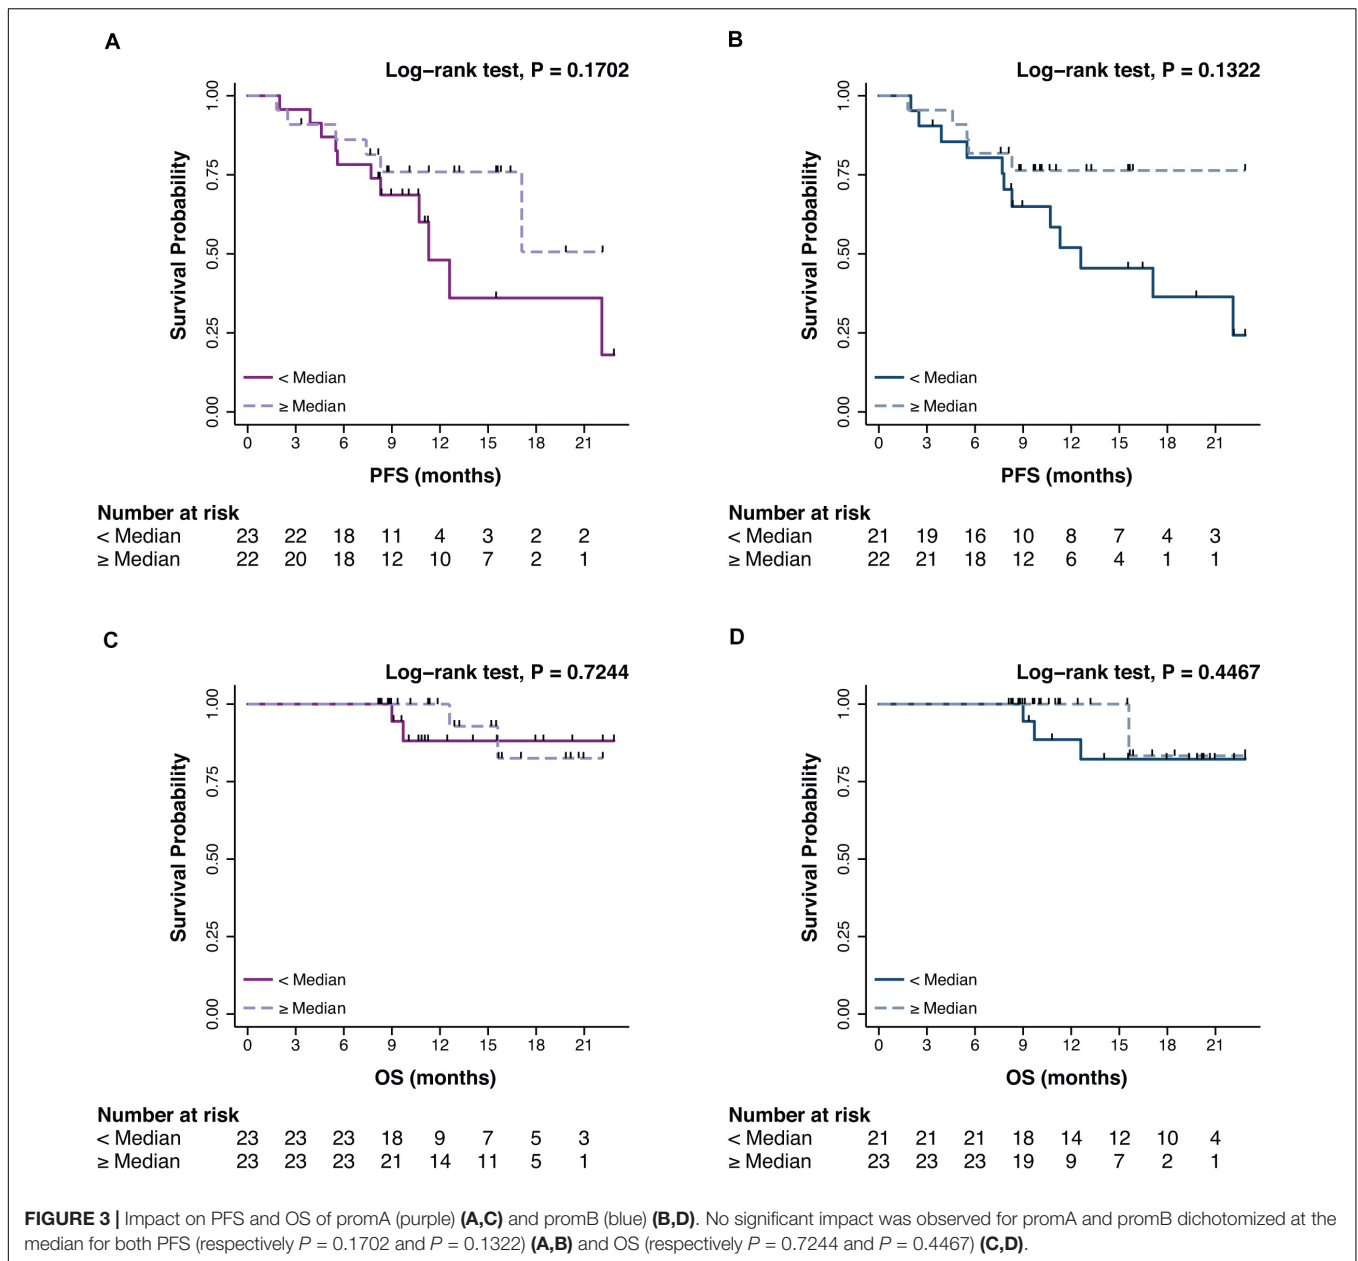 A
Log–rank test, P = 0.1702
Survival Probability
1.00
0.75
0.50
0.25
0.00
< Median
≥ Median
0 3 6 9 12 15 18 21
PFS (months)
Number at risk
< Median 23 22 18 11 4 3 2 2
≥ Median 22 20 18 12 10 7 2 1
B
Log–rank test, P = 0.1322
Survival Probability
1.00
0.75
0.50
0.25
0.00
< Median
≥ Median
0 3 6 9 12 15 18 21
PFS (months)
Number at risk
< Median 21 19 16 10 8 7 4 3
≥ Median 22 21 18 12 6 4 1 1
C
Log–rank test, P = 0.7244
Survival Probability
1.00
0.75
0.50
0.25
0.00
< Median
≥ Median
0 3 6 9 12 15 18 21
OS (months)
Number at risk
< Median 23 23 23 18 9 7 5 3
≥ Median 23 23 23 21 14 11 5 1
D
Log–rank test, P = 0.4467
Survival Probability
1.00
0.75
0.50
0.25
0.00
< Median
≥ Median
0 3 6 9 12 15 18 21
OS (months)
Number at risk
< Median 21 21 21 18 14 12 10 4
≥ Median 23 23 23 19 9 7 2 1
FIGURE 3 | Impact on PFS and OS of promA (purple) (A,C) and promB (blue) (B,D). No significant impact was observed for promA and promB dichotomized at the
median for both PFS (respectively P = 0.1702 and P = 0.1322) (A,B) and OS (respectively P = 0.7244 and P = 0.4467) (C,D).